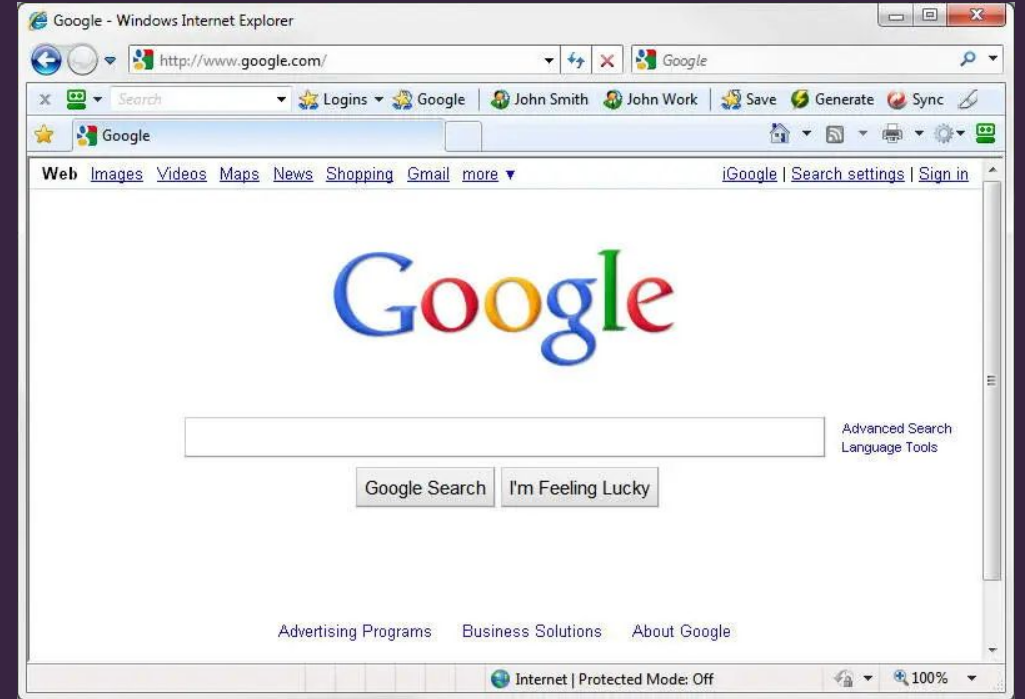 Google - Windows Internet Explorer
http://www.google.com/ Google
x Search Logins Google John Smith John Work Save Generate Sync
Google
Web Images Videos Maps News Shopping Gmail more ▼ iGoogle | Search settings | Sign in
Google
Advanced Search
Language Tools
Google Search I'm Feeling Lucky
Advertising Programs Business Solutions About Google
Internet | Protected Mode: Off 100%